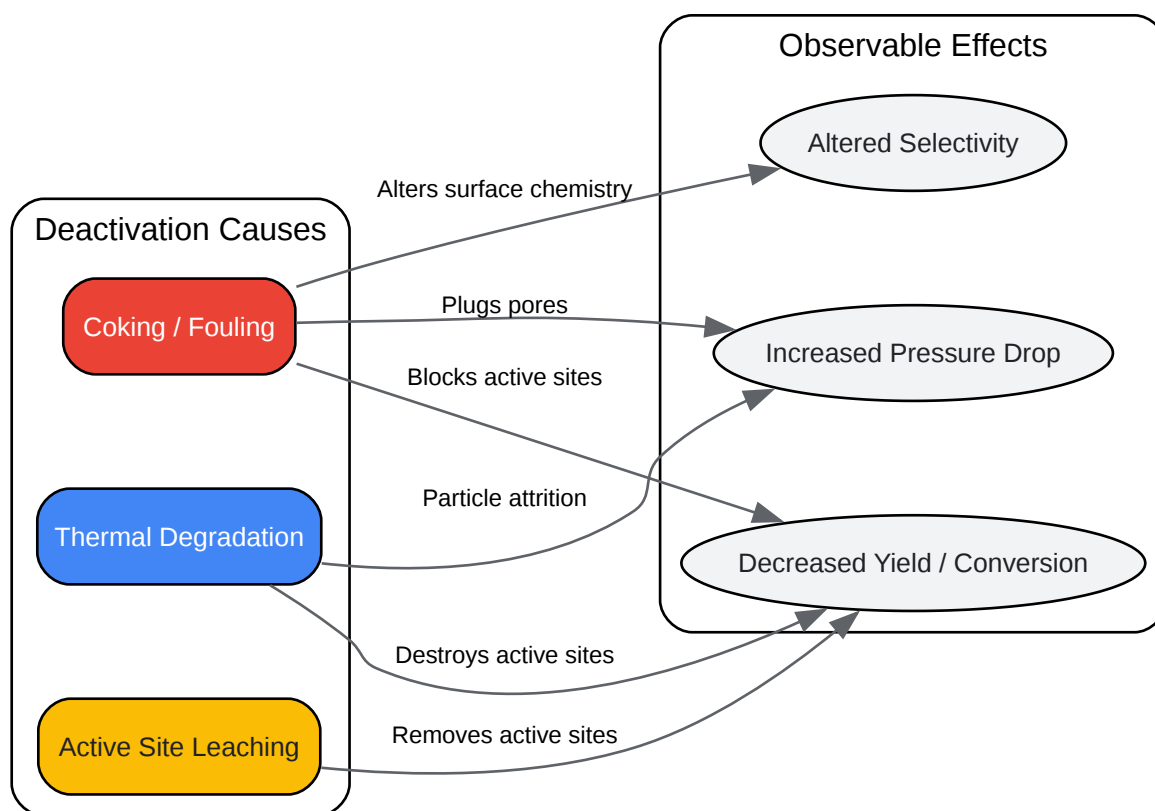 Observable Effects
Altered Selectivity
Alters surface chemistry
Deactivation Causes
Plugs pores
Coking / Fouling
Increased Pressure Drop
Blocks active sites
Particle attrition
Thermal Degradation
Decreased Yield / Conversion
Destroys active sites
Removes active sites
Active Site Leaching